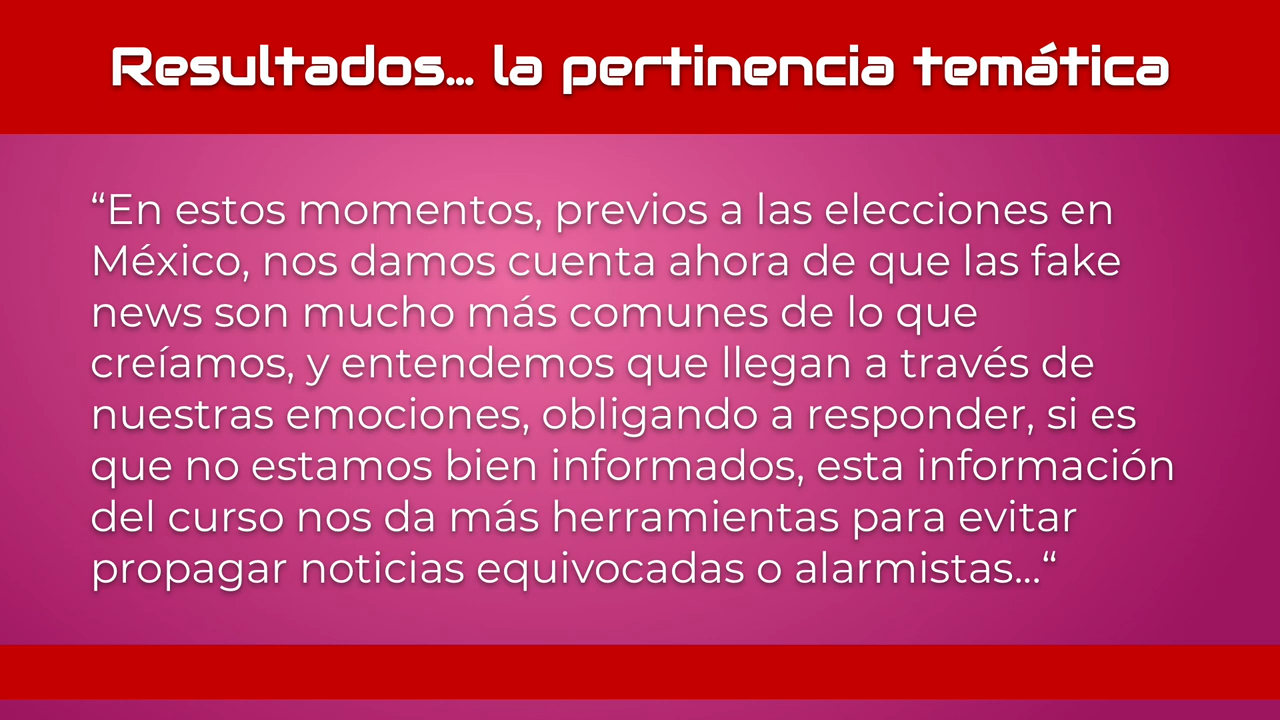 Resultados... la pertinencia temática
“En estos momentos, previos a las elecciones en
México, nos damos cuenta ahora de que las fake
news son mucho más comunes de lo que
creíamos, y entendemos que llegan a través de
nuestras emociones, obligando a responder, si es
que no estamos bien informados, esta información
del curso nos da más herramientas para evitar
propagar noticias equivocadas o alarmistas...“